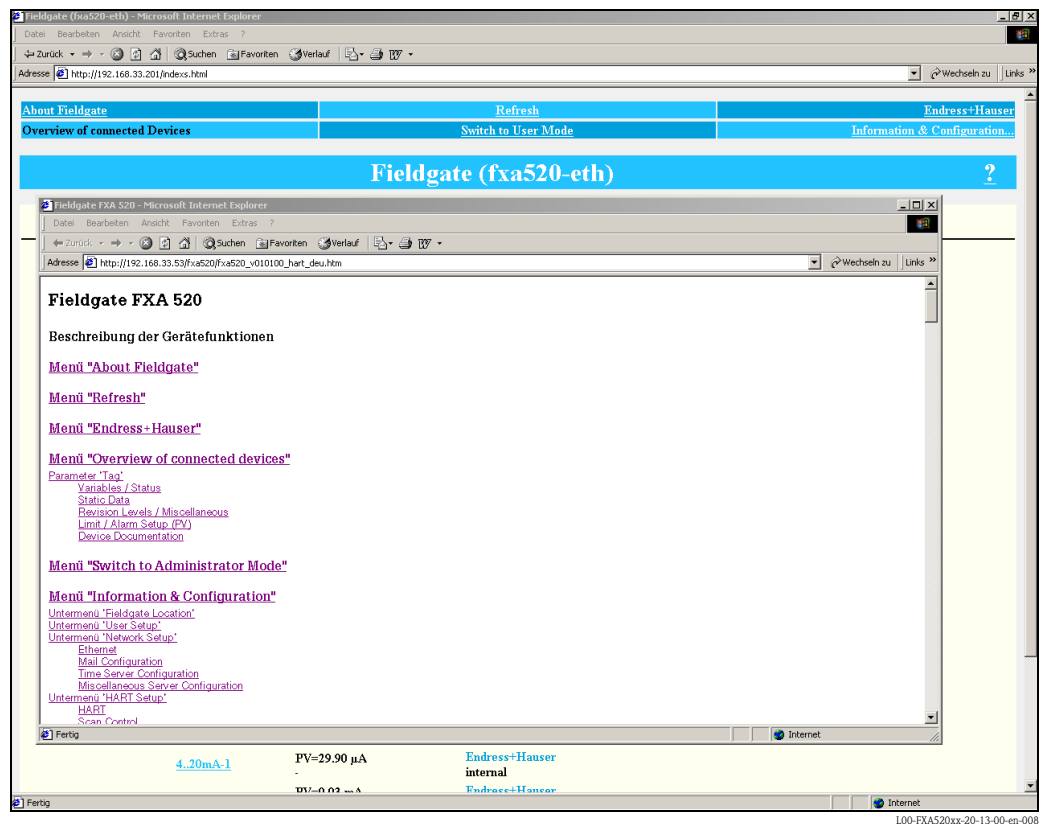 Fieldgate (fxa520-eth) - Microsoft Internet Explorer
Datei Bearbeiten Ansicht Favoriten Extras ?
Zurück Suchen Favoriten Verlauf
Adresse http://192.168.33.201/indexs.html Wechseln zu Links »
About Fieldgate Refresh Endress+Hauser
Overview of connected Devices Switch to User Mode Information & Configuration...
Fieldgate (fxa520-eth) ?
Fieldgate FXA 520 - Microsoft Internet Explorer
Datei Bearbeiten Ansicht Favoriten Extras ?
Zurück Suchen Favoriten Verlauf
Adresse http://192.168.33.53/fxa520/fxa520_v010100_hart_deu.htm Wechseln zu Links »
Fieldgate FXA 520
Beschreibung der Gerätefunktionen
Menü "About Fieldgate"
Menü "Refresh"
Menü "Endress+Hauser"
Menü "Overview of connected devices"
Parameter 'Tag'
Variables / Status
Static Data
Revision Levels / Miscellaneous
Limit / Alarm Setup (PV)
Device Documentation
Menü "Switch to Administrator Mode"
Menü "Information & Configuration"
Untermenü 'Fieldgate Location'
Untermenü 'User Setup'
Untermenü 'Network Setup'
Ethernet
Mail Configuration
Time Server Configuration
Miscellaneous Server Configuration
Untermenü 'HART Setup'
HART
Scan Control
Fertig Internet
4..20mA-1 PV=29.90 µA Endress+Hauser
- internal
PV=0.03 mA Endress+Hauser
Fertig Internet
L00-FXA520xx-20-13-00-en-008